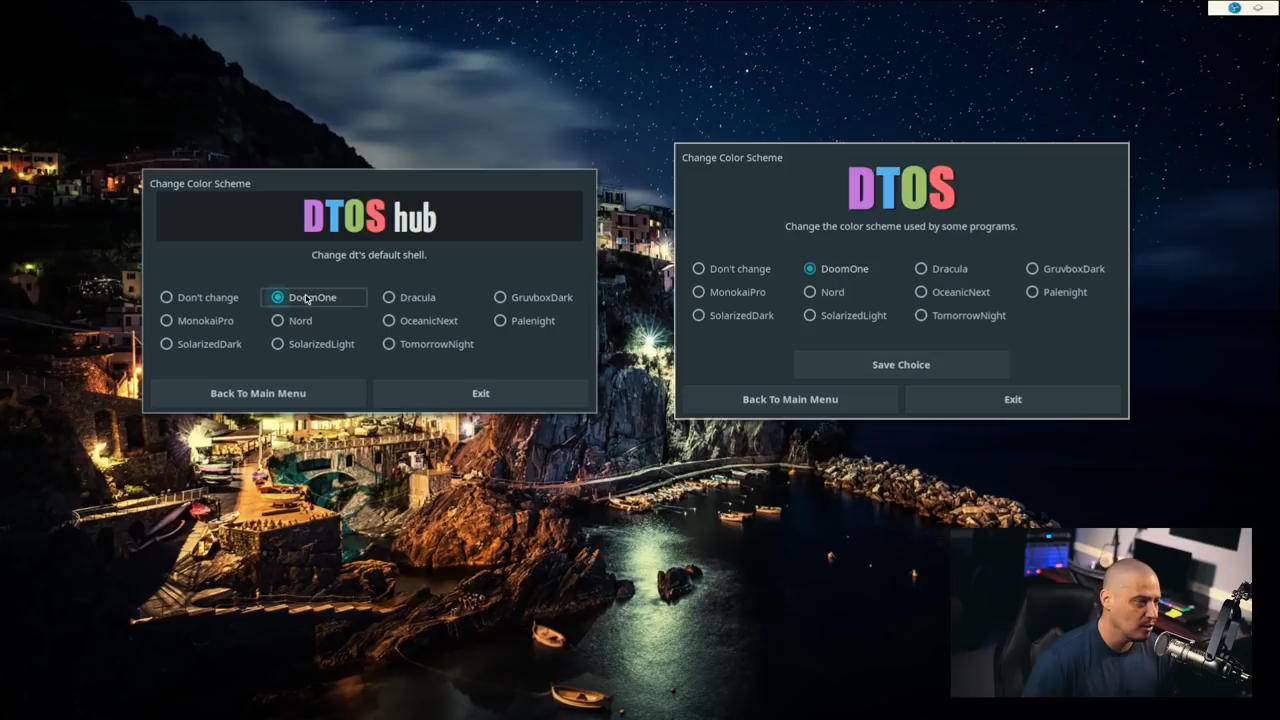 Change Color Scheme
DTOS hub
Change dt's default shell.
Don't change DoomOne Dracula GruvboxDark
MonokaiPro Nord OceanicNext Palenight
SolarizedDark SolarizedLight TomorrowNight
Back To Main Menu Exit
Change Color Scheme
DTOS
Change the color scheme used by some programs.
Don't change DoomOne Dracula GruvboxDark
MonokaiPro Nord OceanicNext Palenight
SolarizedDark SolarizedLight TomorrowNight
Save Choice
Back To Main Menu Exit